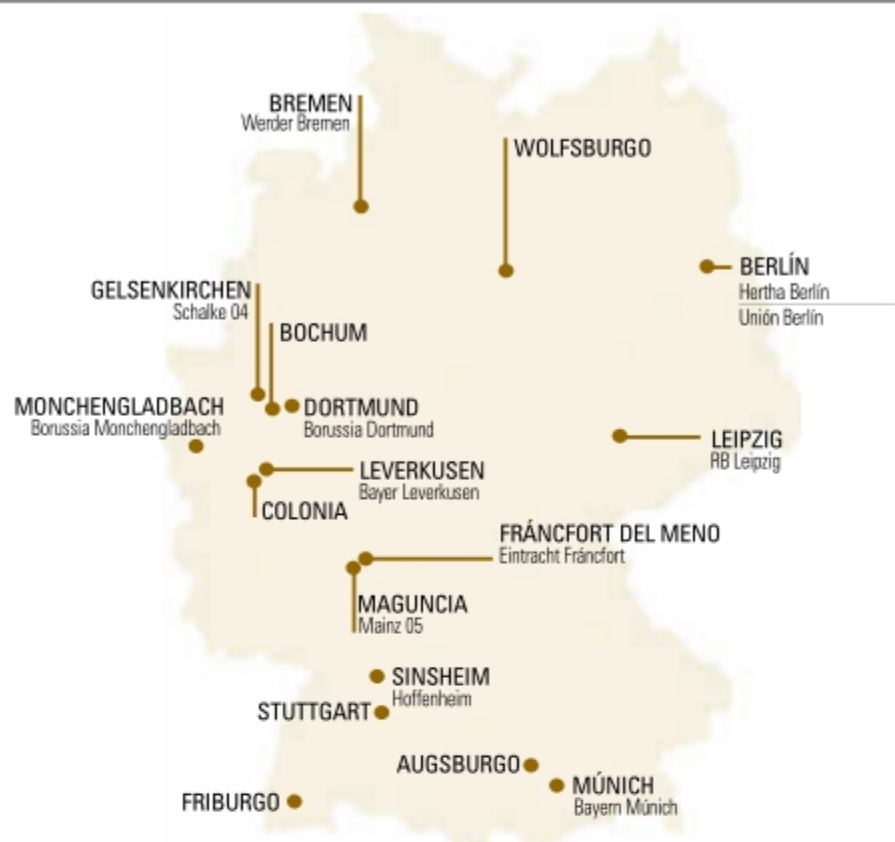 BREMEN
Werder Bremen
WOLFSBURGO
BERLÍN
Hertha Berlín
Unión Berlín
GELSENKIRCHEN
Schalke 04
BOCHUM
MONCHENGLADBACH
Borussia Monchengladbach
DORTMUND
Borussia Dortmund
LEIPZIG
RB Leipzig
LEVERKUSEN
Bayer Leverkusen
COLONIA
FRÁNCFORT DEL MENO
Eintracht Fráncfort
MAGUNCIA
Mainz 05
SINSHEIM
Hoffenheim
STUTTGART
AUGSBURGO
MÚNICH
Bayern Múnich
FRIBURGO